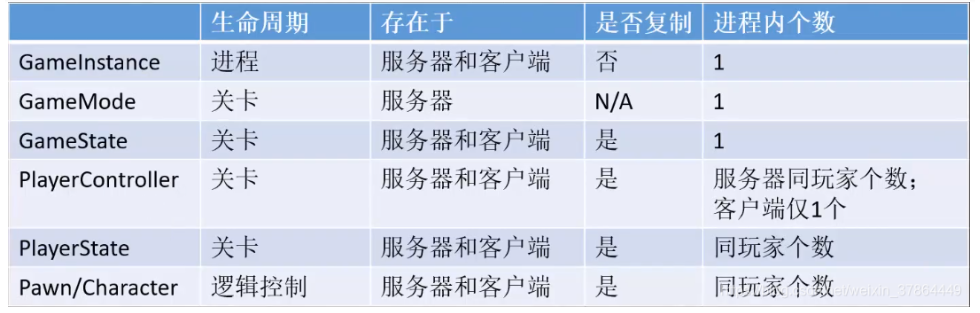 生命周期 存在于 是否复制 进程内个数
GameInstance 进程 服务器和客户端 否 1
GameMode 关卡 服务器 N/A 1
GameState 关卡 服务器和客户端 是 1
PlayerController 关卡 服务器和客户端 是 服务器同玩家个数;
客户端仅1个
PlayerState 关卡 服务器和客户端 是 同玩家个数
Pawn/Character 逻辑控制 服务器和客户端 是 同玩家个数
weixin_37864449